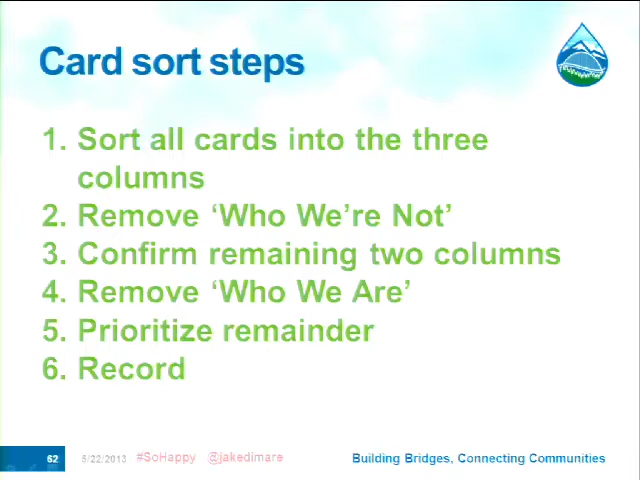 Card sort steps
1. Sort all cards into the three
columns
2. Remove ‘Who We’re Not’
3. Confirm remaining two columns
4. Remove ‘Who We Are’
5. Prioritize remainder
6. Record
62 5/22/2013 #SoHappy @jakedimare Building Bridges, Connecting Communities